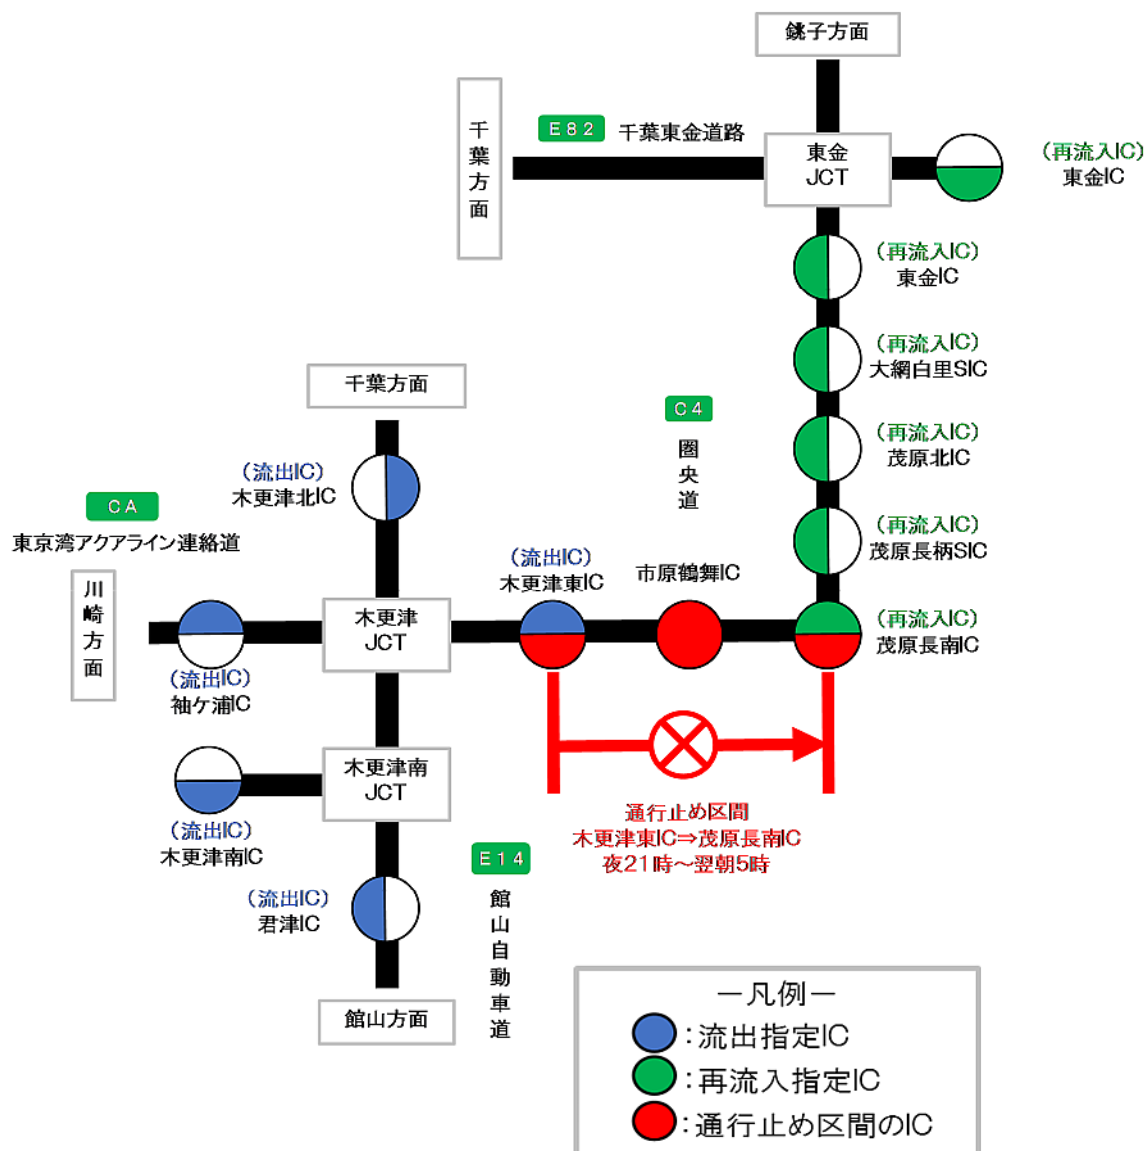 銚子方面
千葉方面
E82
千葉東金道路
東金
JCT
(再流入IC)
東金IC
(再流入IC)
東金IC
(再流入IC)
大網白里SIC
(再流入IC)
茂原北IC
(再流入IC)
茂原長柄SIC
(再流入IC)
茂原長南IC
C4
圏央道
千葉方面
(流出IC)
木更津北IC
CA
東京湾アクアライン連絡道
川崎方面
(流出IC)
袖ケ浦IC
木更津
JCT
(流出IC)
木更津東IC
市原鶴舞IC
木更津南
JCT
(流出IC)
木更津南IC
(流出IC)
君津IC
E14
館山自動車道
館山方面
通行止め区間
木更津東IC⇒茂原長南IC
夜21時～翌朝5時
―凡例―
:流出指定IC
:再流入指定IC
:通行止め区間のIC